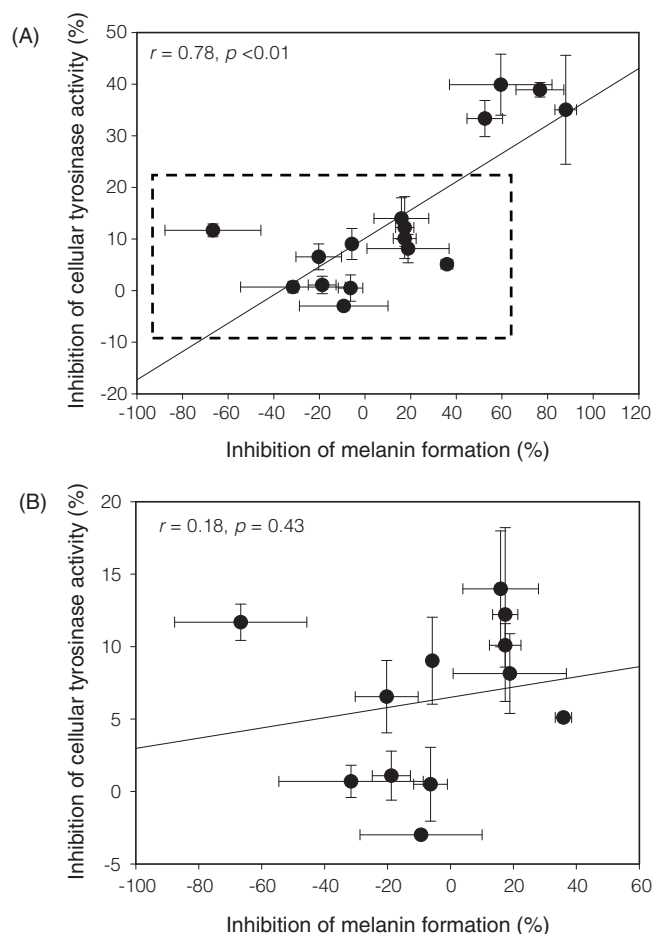 (A)
r = 0.78, p <0.01
Inhibition of cellular tyrosinase activity (%)
50
40
30
20
10
0
-10
-20
-100 -80 -60 -40 -20 0 20 40 60 80 100 120
Inhibition of melanin formation (%)
(B)
r = 0.18, p = 0.43
Inhibition of cellular tyrosinase activity (%)
20
15
10
5
0
-5
-100 -80 -60 -40 -20 0 20 40 60
Inhibition of melanin formation (%)